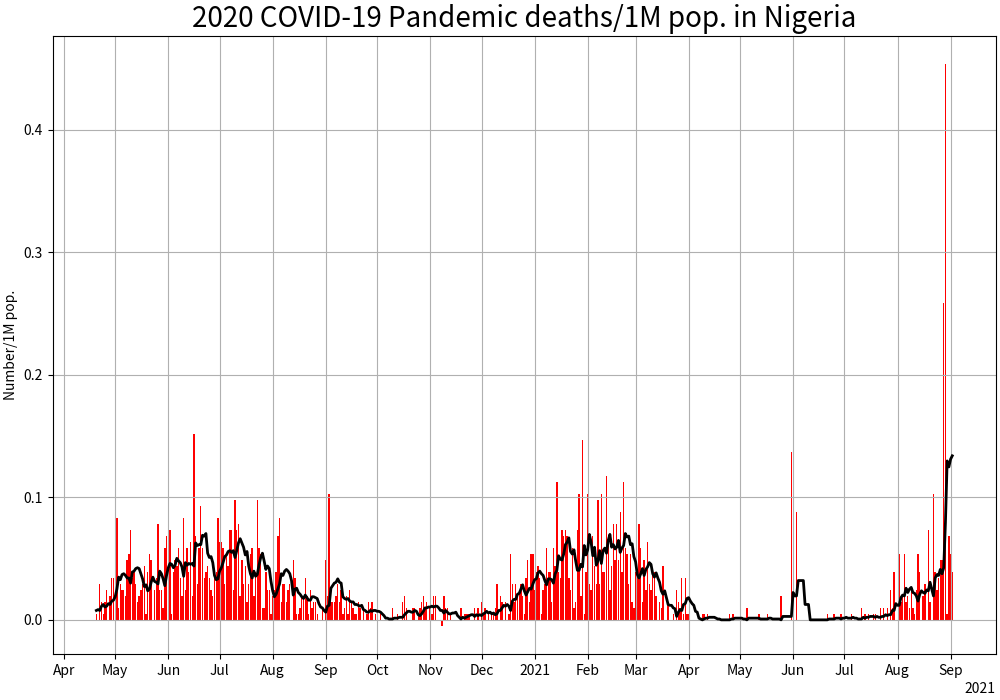 2020 COVID-19 Pandemic deaths/1M pop. in Nigeria
Number/1M pop.
0.4
0.3
0.2
0.1
0.0
Apr May Jun Jul Aug Sep Oct Nov Dec 2021 Feb Mar Apr May Jun Jul Aug Sep
2021